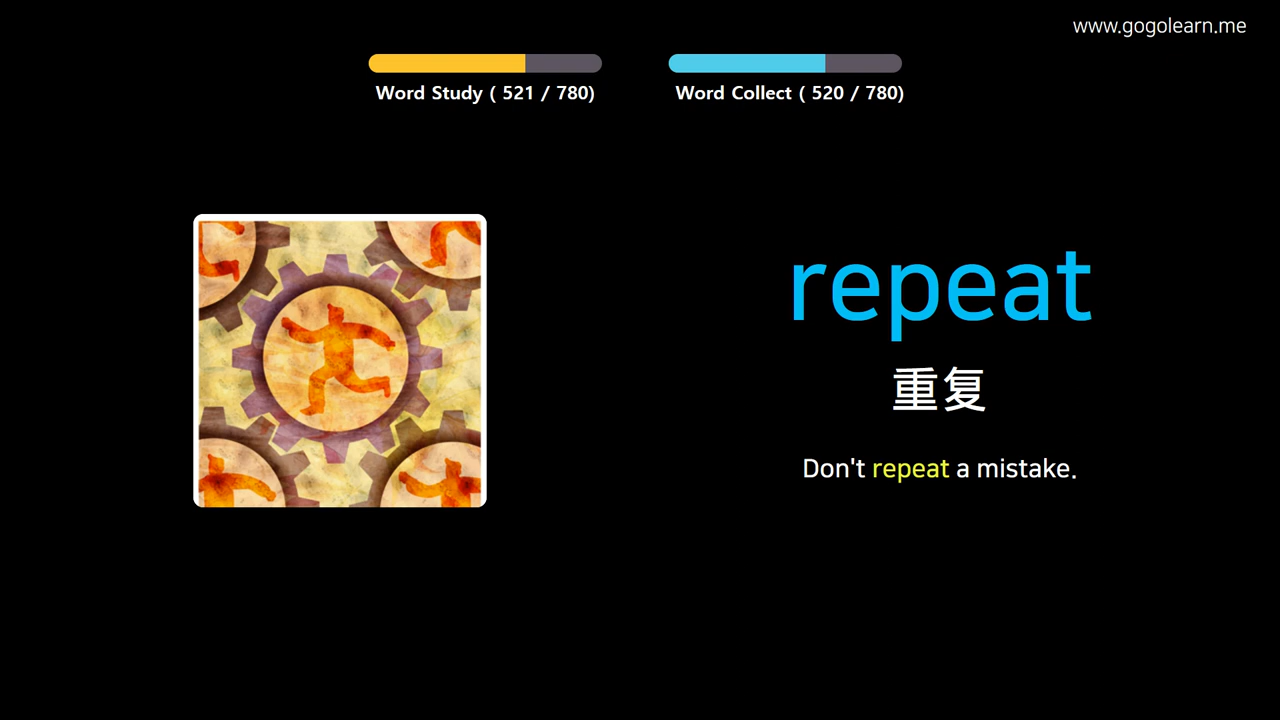 www.gogolearn.me
Word Study ( 521 / 780)
Word Collect ( 520 / 780)
repeat
重复
Don't repeat a mistake.